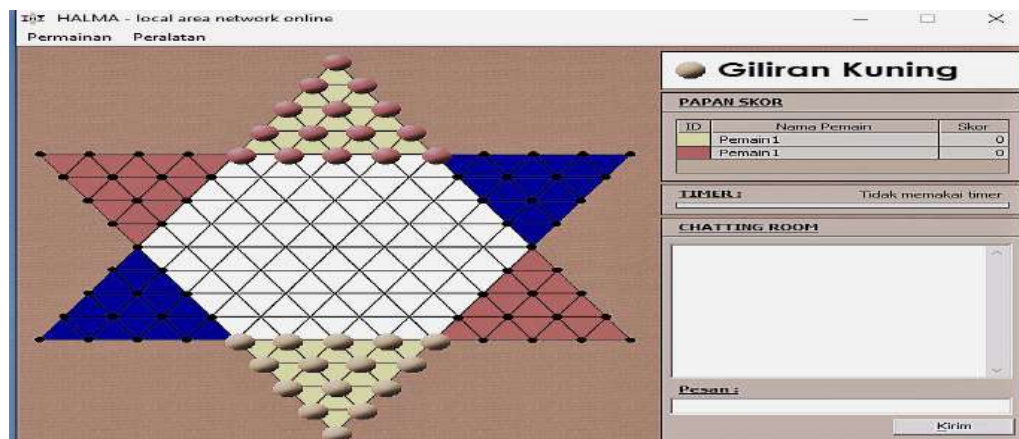 HALMA - local area network online
Permainan Peralatan
Giliran Kuning
PAPAN SKOR
ID Nama Pemain Skor
Pemain1 0
Pemain1 0
TIMER : Tidak memakai timer
CHATTING ROOM
Pesan :
Kirim